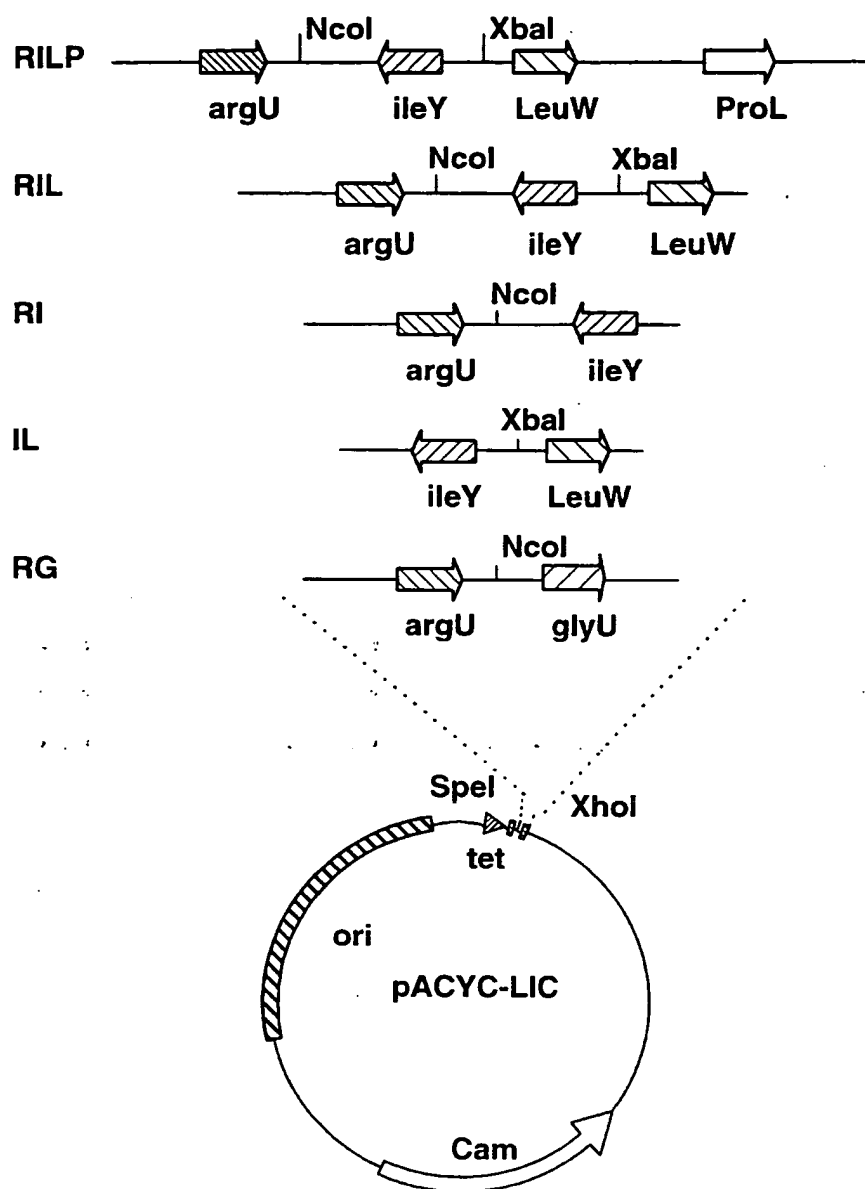 NcoI XbaI
RILP
argU ileY LeuW ProL
NcoI XbaI
RIL
argU ileY LeuW
NcoI
RI
argU ileY
XbaI
IL
ileY LeuW
NcoI
RG
argU glyU
SpeI XhoI
tet
ori
pACYC-LIC
Cam